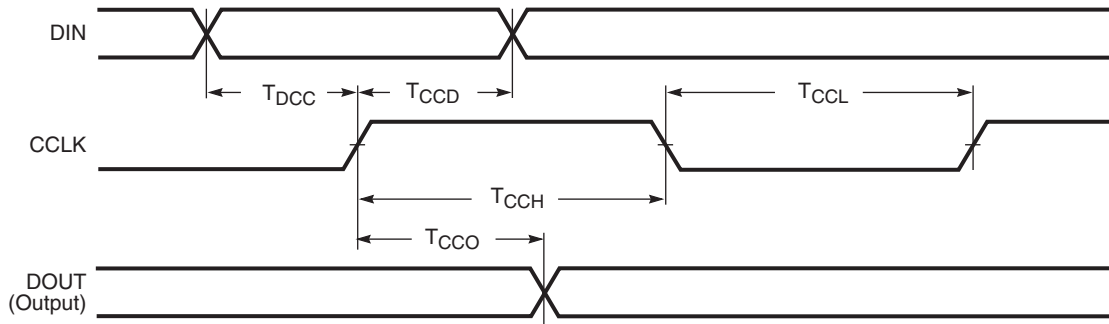 DIN
TDCC
TCCD
TCCL
CCLK
TCCH
TCCO
DOUT
(Output)